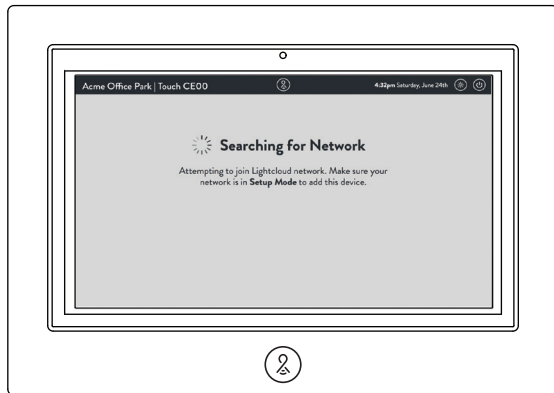 Acme Office Park | Touch CE00
4:32pm Saturday, June 24th
Searching for Network
Attempting to join Lightcloud network. Make sure your
network is in Setup Mode to add this device.